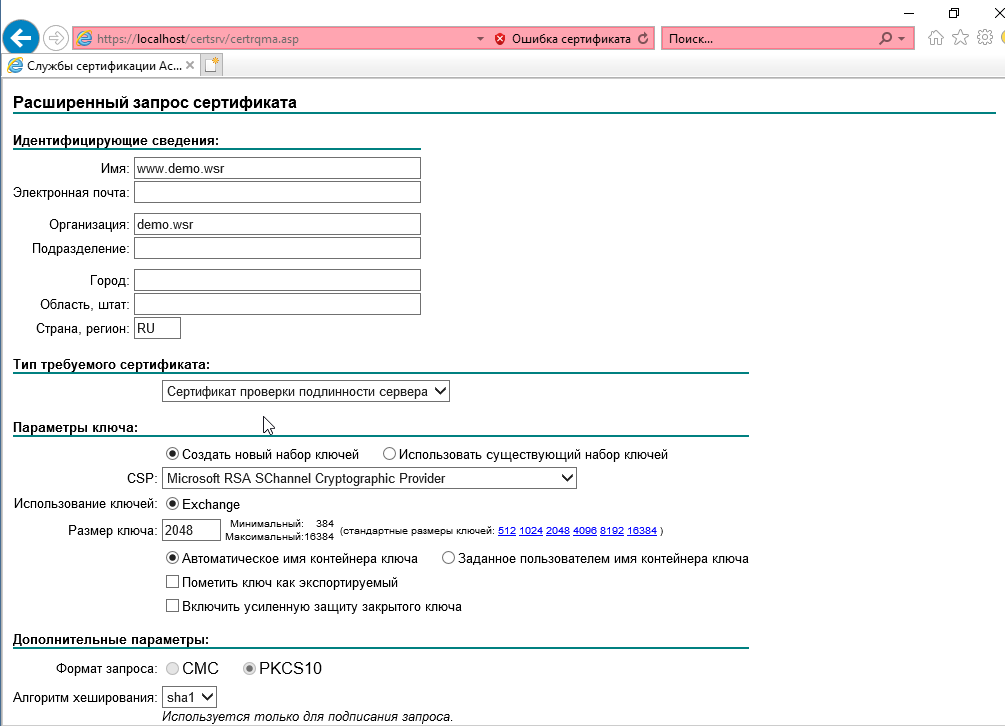 https://localhost/certsrv/certrqma.asp
Ошибка сертификата
Поиск...
Службы сертификации Ac...
Расширенный запрос сертификата
Идентифицирующие сведения:
Имя: www.demo.wsr
Электронная почта:
Организация: demo.wsr
Подразделение:
Город:
Область, штат:
Страна, регион: RU
Тип требуемого сертификата:
Сертификат проверки подлинности сервера
Параметры ключа:
Создать новый набор ключей Использовать существующий набор ключей
CSP: Microsoft RSA SChannel Cryptographic Provider
Использование ключей: Exchange
Размер ключа: 2048 Минимальный: 384 (стандартные размеры ключей: 512 1024 2048 4096 8192 16384 )
Максимальный:16384
Автоматическое имя контейнера ключа Заданное пользователем имя контейнера ключа
Пометить ключ как экспортируемый
Включить усиленную защиту закрытого ключа
Дополнительные параметры:
Формат запроса: CMC PKCS10
Алгоритм хеширования: sha1
Используется только для подписания запроса.